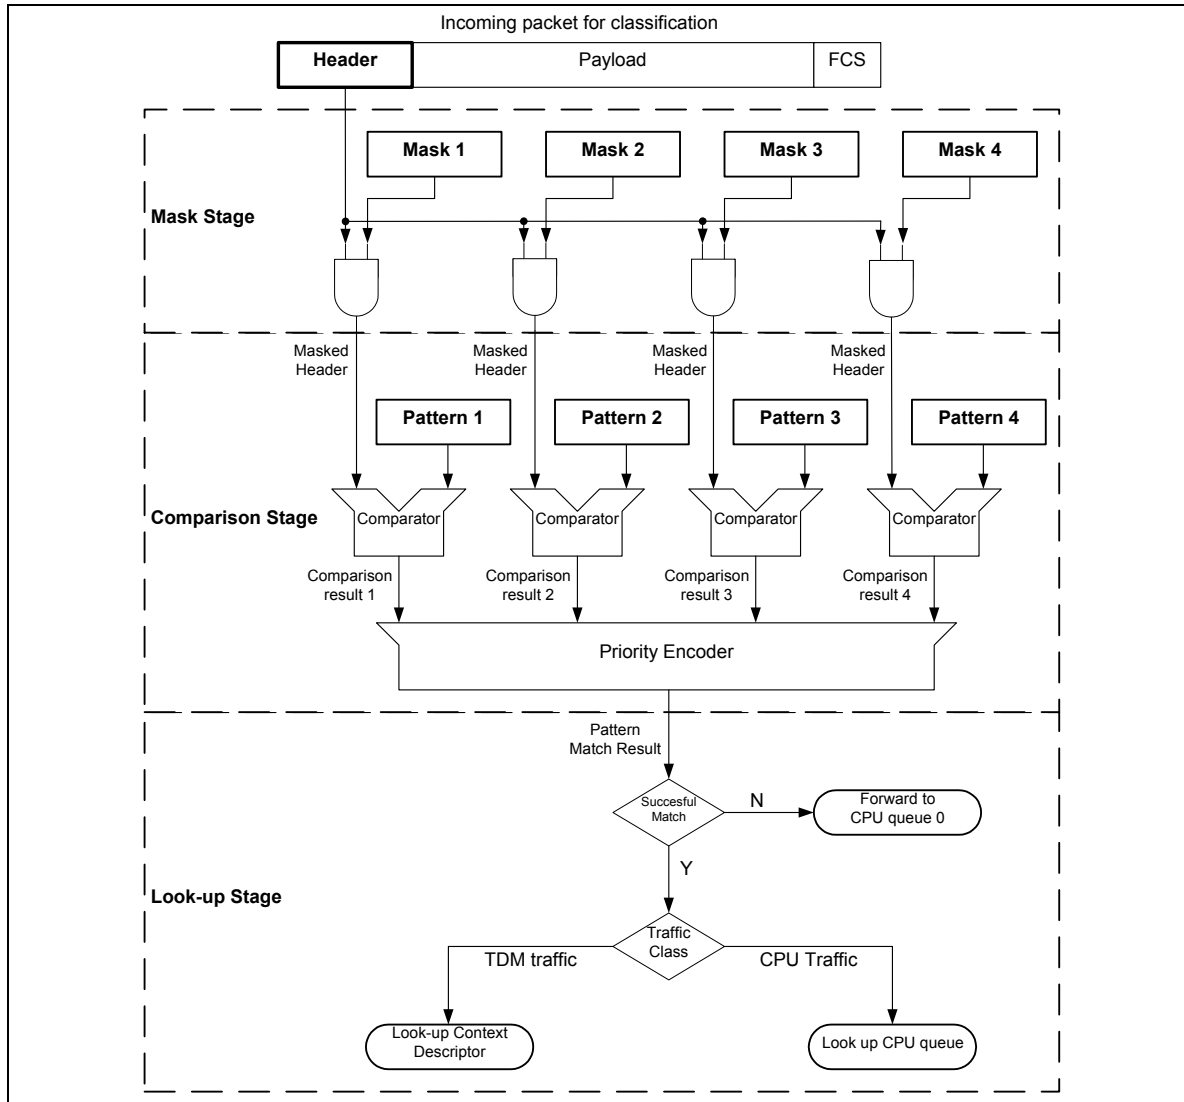 Incoming packet for classification
Header
Payload
FCS
Mask 1
Mask 2
Mask 3
Mask 4
Mask Stage
Masked
Header
Masked
Header
Masked
Header
Masked
Header
Pattern 1
Pattern 2
Pattern 3
Pattern 4
Comparison Stage
Comparator
Comparator
Comparator
Comparator
Comparison
result 1
Comparison
result 2
Comparison
result 3
Comparison
result 4
Priority Encoder
Pattern
Match Result
Succesful
Match
N
Forward to
CPU queue 0
Y
Look-up Stage
Traffic
Class
TDM traffic
CPU Traffic
Look-up Context
Descriptor
Look up CPU queue